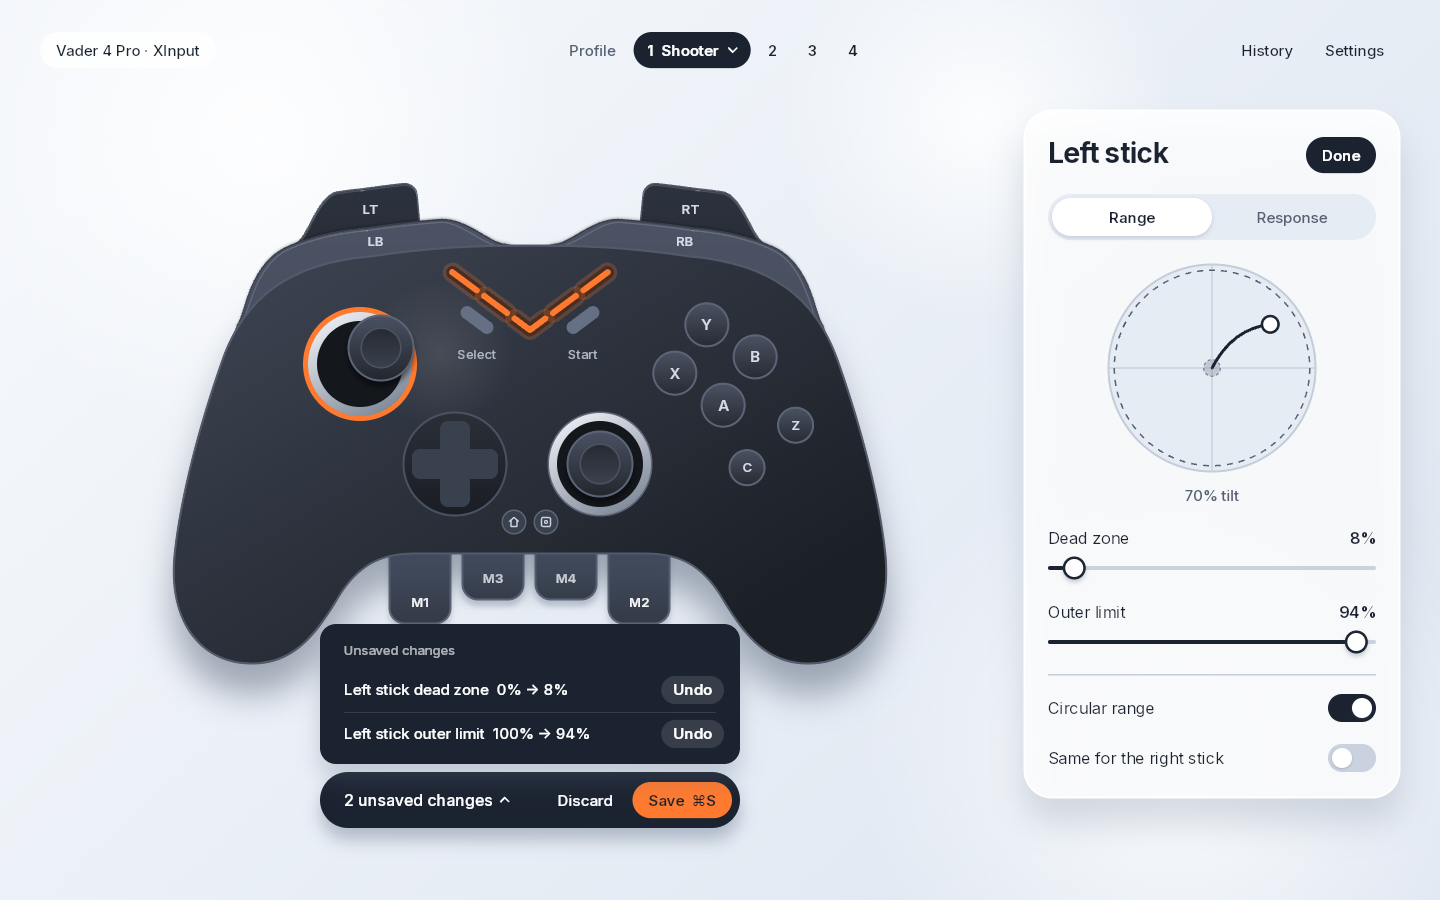 Vader 4 Pro · XInput
Profile
1 Shooter
2
3
4
History
Settings
LT
RT
LB
RB
Select
Start
Y
B
X
A
Z
C
M3
M4
M1
M2
Unsaved changes
Left stick dead zone 0% → 8%
Undo
Left stick outer limit 100% → 94%
Undo
2 unsaved changes
Discard
Save ⌘S
Left stick
Done
Range
Response
70% tilt
Dead zone
8%
Outer limit
94%
Circular range
Same for the right stick